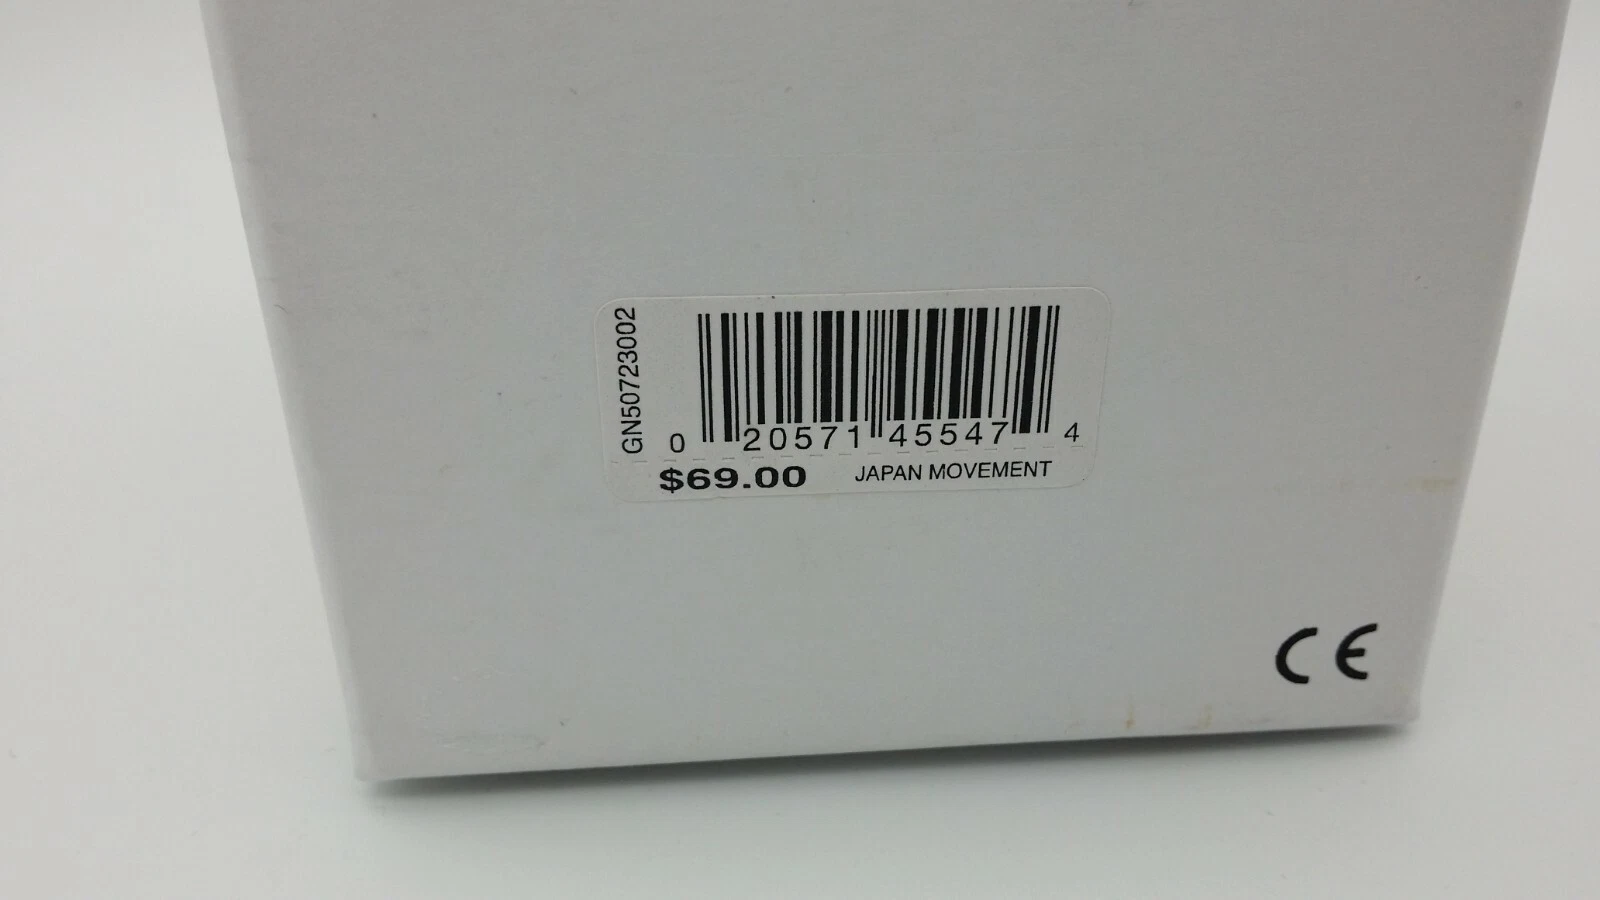 GN50723002
0 20571 45547 4
$69.00 JAPAN MOVEMENT
CE